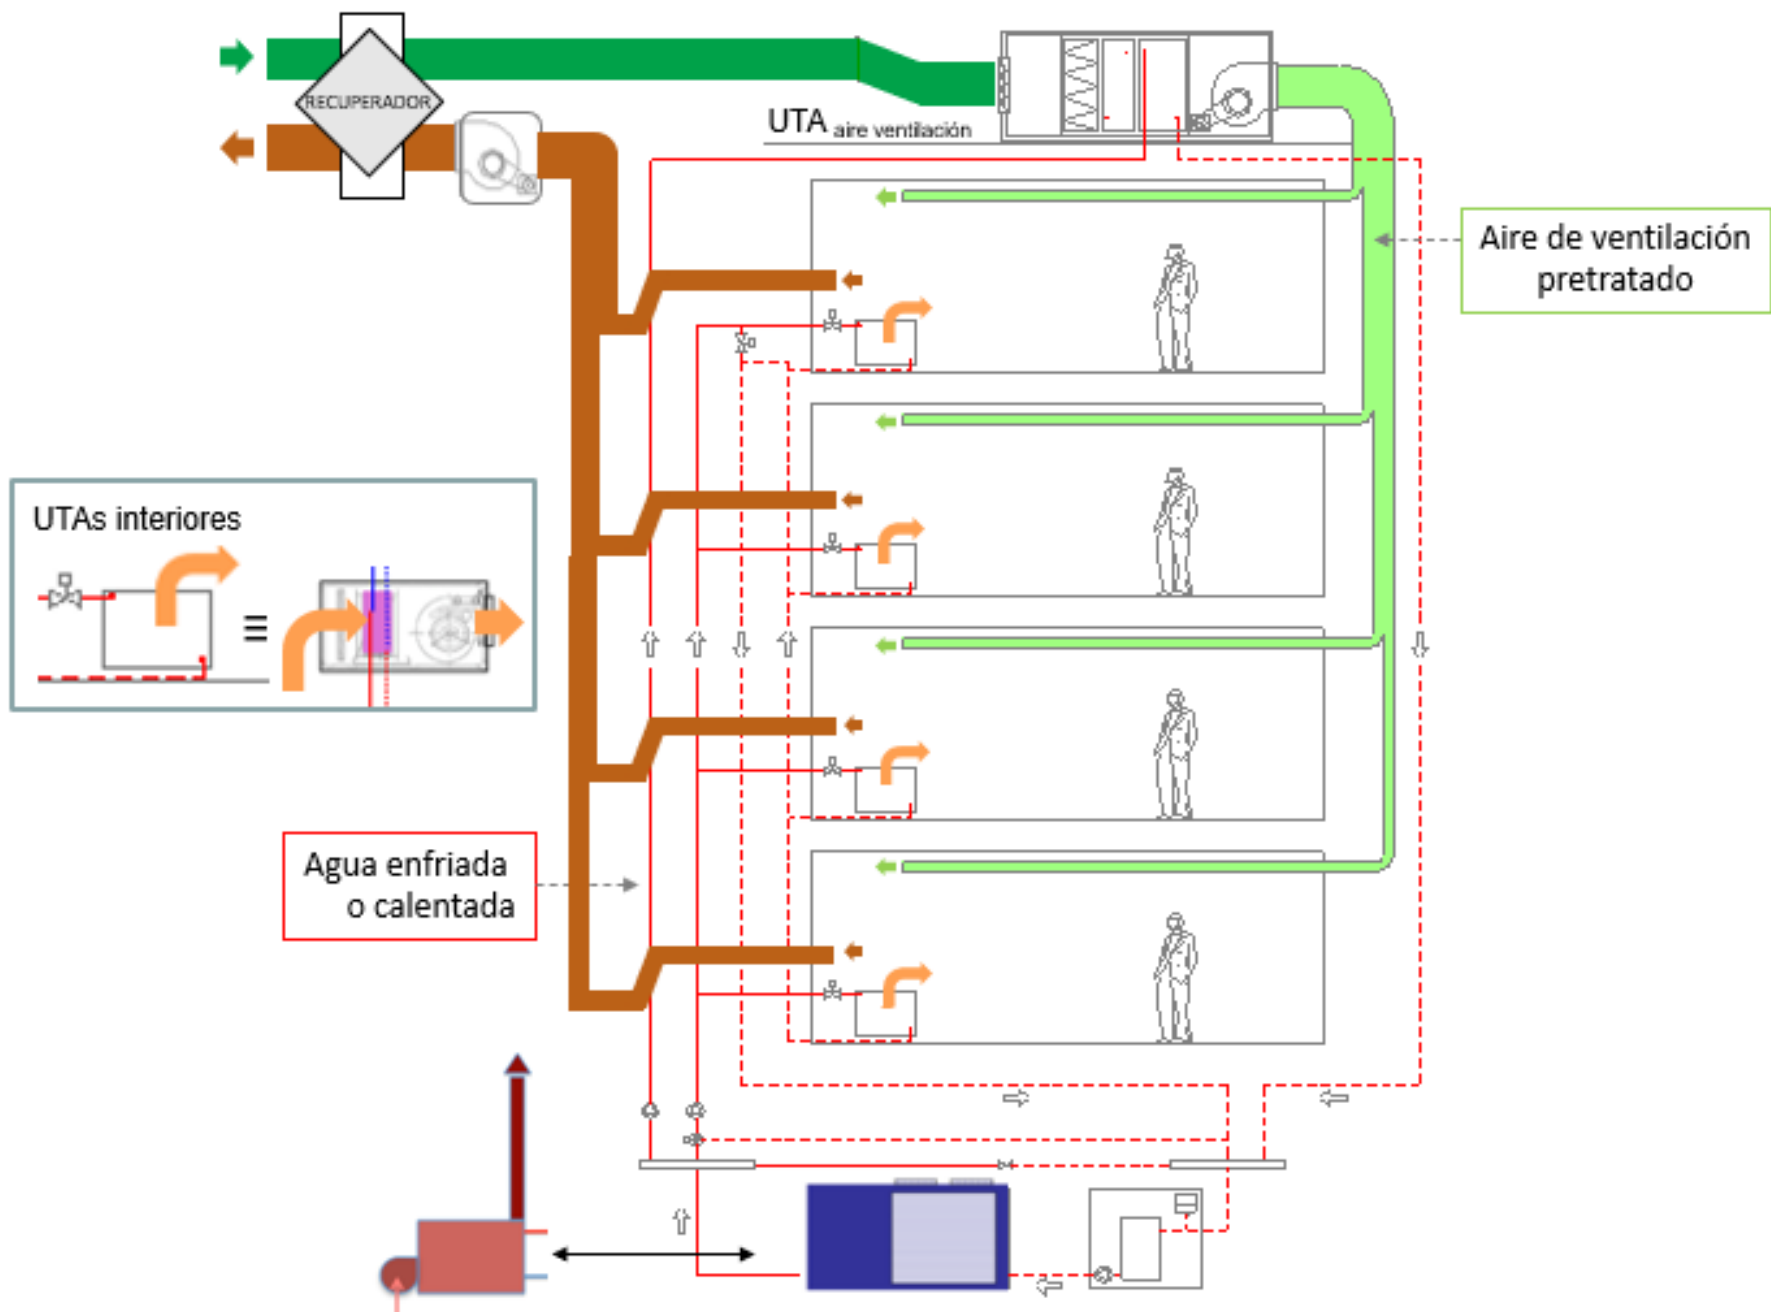 RECUPERADOR
UTA aire ventilación
Aire de ventilación
pretratado
UTAs interiores
Agua enfriada
o calentada